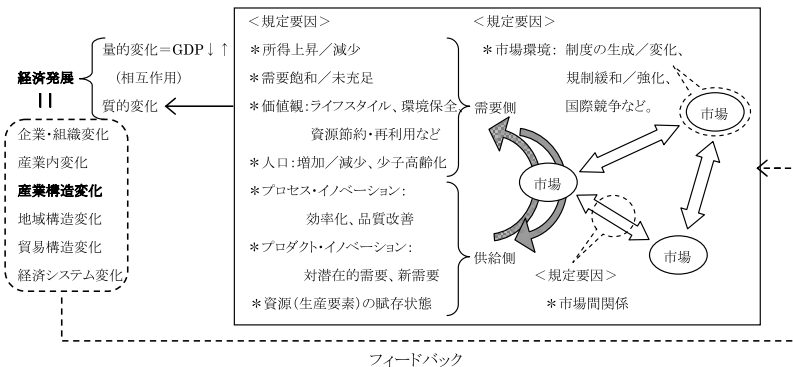 量的変化＝GDP↓ ↑
経済発展
（相互作用）
質的変化
企業・組織変化
産業内変化
産業構造変化
地域構造変化
貿易構造変化
経済システム変化
＜規定要因＞
＊所得上昇／減少
＊需要飽和／未充足
＊価値観：ライフスタイル、環境保全
資源節約・再利用など
＊人口：増加／減少、少子高齢化
＊プロセス・イノベーション：
効率化、品質改善
＊プロダクト・イノベーション：
対潜在的需要、新需要
＊資源（生産要素）の賦存状態
需要側
供給側
＜規定要因＞
＊市場環境： 制度の生成／変化、
規制緩和／強化、
国際競争など。
市場
市場
市場
＜規定要因＞
＊市場間関係
フィードバック